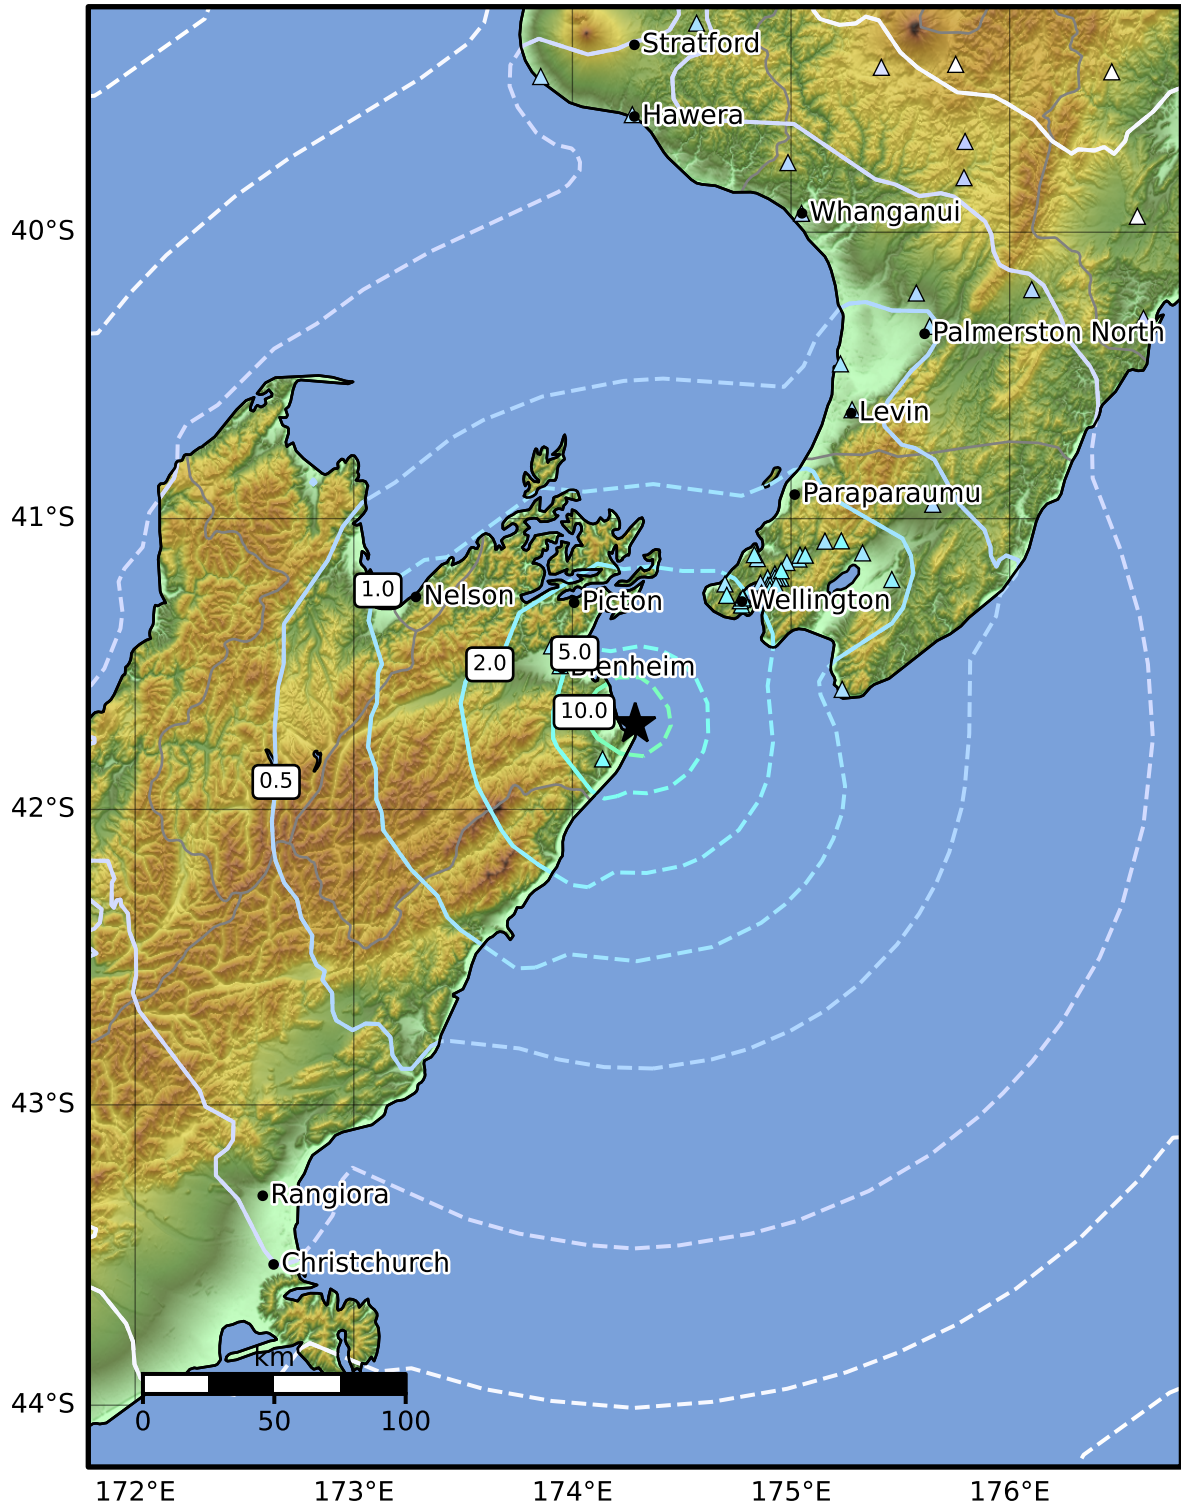 Stratford
Hawera
Whanganui
40°S
Palmerston North
Levin
Paraparaumu
41°S
1.0
Nelson
Picton
Wellington
5.0
2.0
Blenheim
10.0
0.5
42°S
43°S
Rangiora
Christchurch
km
44°S
0 50 100
172°E 173°E 174°E 175°E 176°E